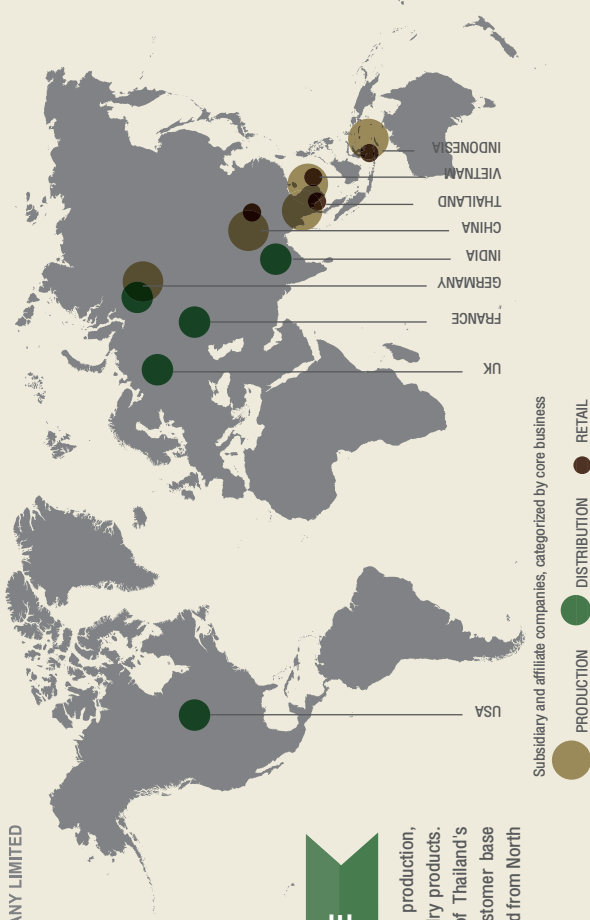 ANY LIMITED
INDONESIA
VIETNAM
THAILAND
CHINA
INDIA
GERMANY
FRANCE
UK
USA
Subsidiary and affiliate companies, categorized by core business
PRODUCTION
DISTRIBUTION
RETAIL
production,
ry products.
of Thailand's
stomer base
d from North